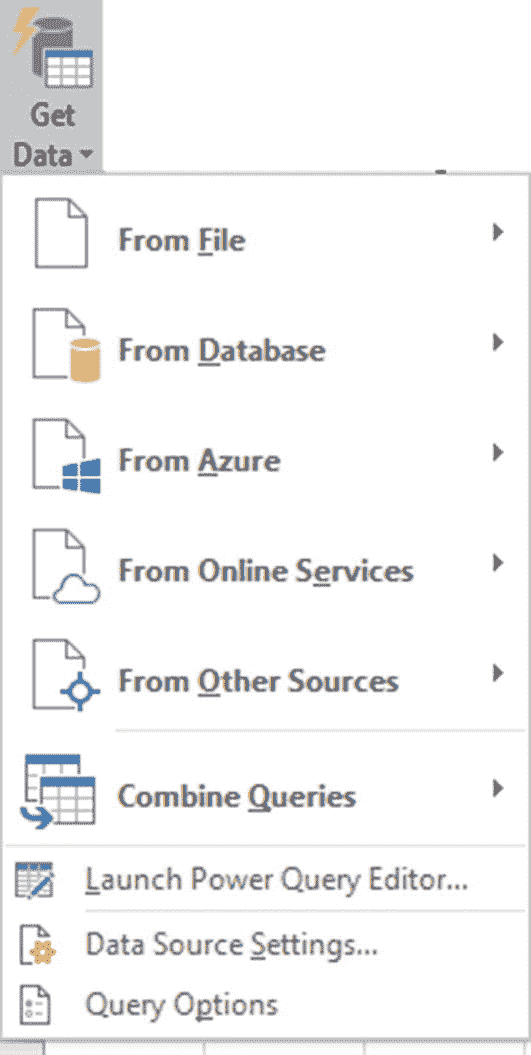 Get
Data
From File
From Database
From Azure
From Online Services
From Other Sources
Combine Queries
Launch Power Query Editor...
Data Source Settings...
Query Options